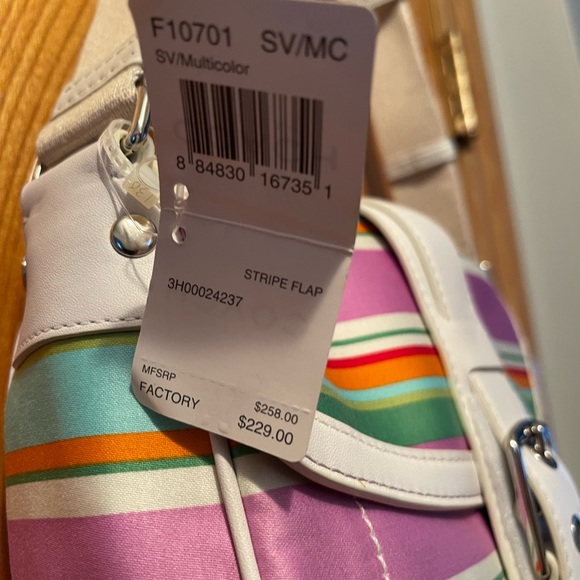 F10701 SV/MC
SV/Multicolor
8 84830 16735 1
STRIPE FLAP
3H00024237
MFSRP $258.00
FACTORY $229.00